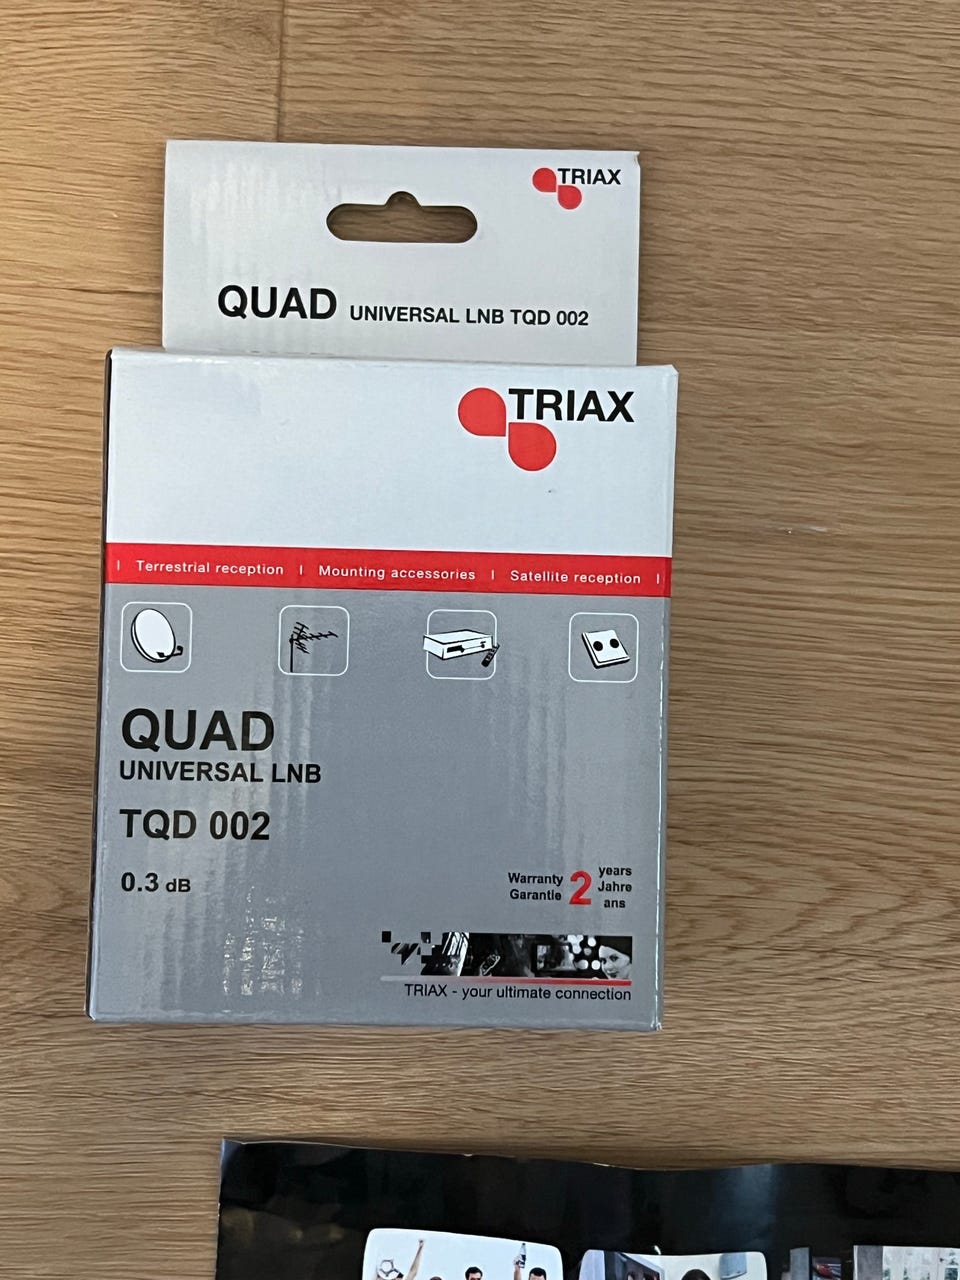 TRIAX
QUAD UNIVERSAL LNB TQD 002
TRIAX
| Terrestrial reception | Mounting accessories | Satellite reception |
QUAD
UNIVERSAL LNB
TQD 002
0.3 dB
Warranty Garantie 2 years Jahre ans
TRIAX - your ultimate connection